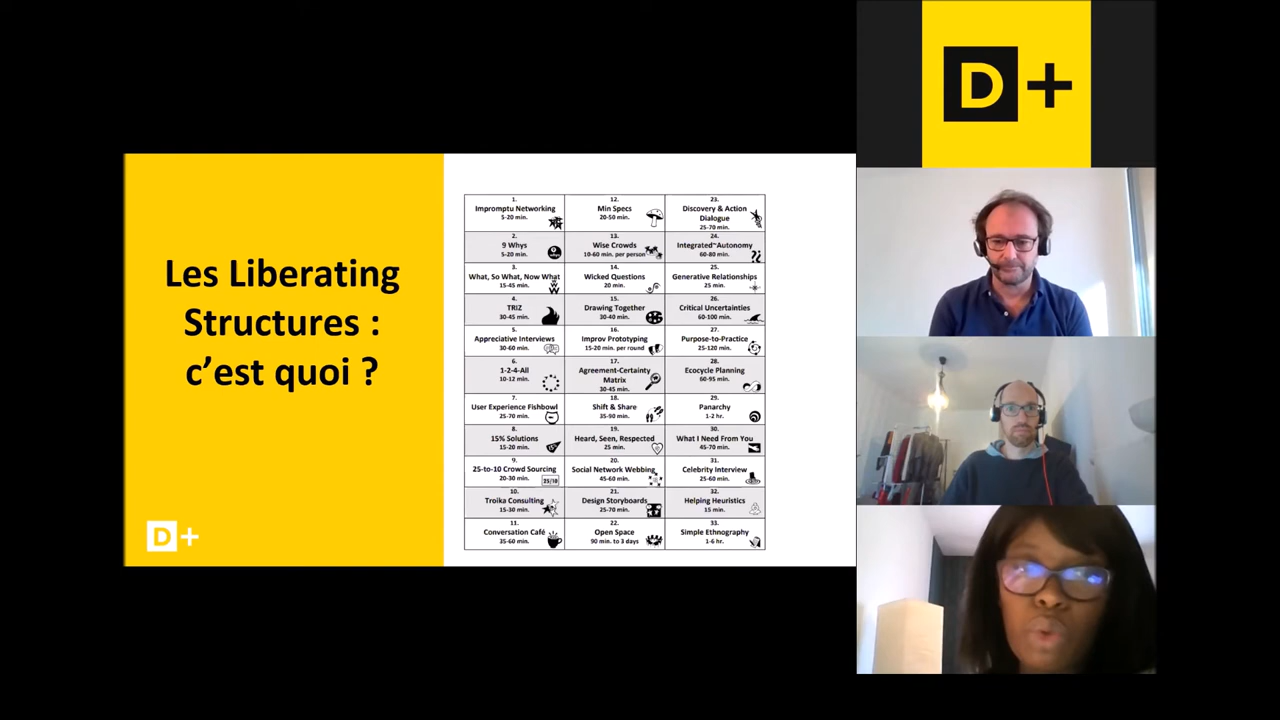 Les Liberating
Structures :
c'est quoi ?
D+
1.
Impromptu Networking
5-20 min.
2.
9 Whys
5-20 min.
3.
What, So What, Now What
15-45 min.
W
W
W
4.
TRIZ
30-45 min.
5.
Appreciative Interviews
30-60 min.
6.
1-2-4-All
10-12 min.
7.
User Experience Fishbowl
25-70 min.
8.
15% Solutions
15-20 min.
9.
25-to-10 Crowd Sourcing
20-30 min.
25/10
10.
Troika Consulting
15-30 min.
11.
Conversation Café
35-60 min.
12.
Min Specs
20-50 min.
13.
Wise Crowds
10-60 min. per person
14.
Wicked Questions
20 min.
15.
Drawing Together
30-40 min.
16.
Improv Prototyping
15-20 min. per round
17.
Agreement-Certainty
Matrix
30-45 min.
18.
Shift & Share
35-90 min.
19.
Heard, Seen, Respected
25 min.
20.
Social Network Webbing
45-60 min.
21.
Design Storyboards
25-70 min.
22.
Open Space
90 min. to 3 days
23.
Discovery & Action
Dialogue
25-70 min.
24.
Integrated~Autonomy
60-80 min.
25.
Generative Relationships
25 min.
26.
Critical Uncertainties
60-100 min.
27.
Purpose-to-Practice
25-120 min.
28.
Ecocycle Planning
60-95 min.
29.
Panarchy
1-2 hr.
30.
What I Need From You
45-70 min.
31.
Celebrity Interview
25-60 min.
32.
Helping Heuristics
15 min.
33.
Simple Ethnography
1-6 hr.
D+